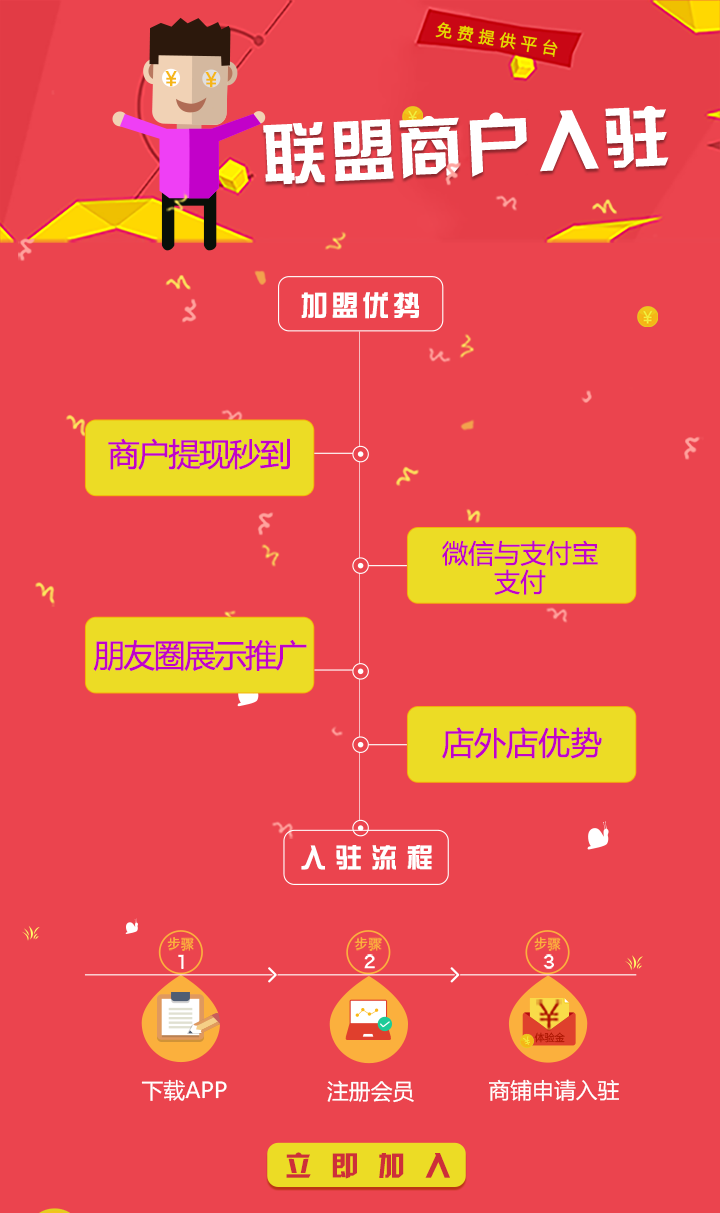 免费提供平台
联盟商户入驻
加盟优势
商户提现秒到
微信与支付宝
支付
朋友圈展示推广
店外店优势
入驻流程
步骤
1
步骤
2
步骤
3
¥
体验金
下载APP
注册会员
商铺申请入驻
立即加入